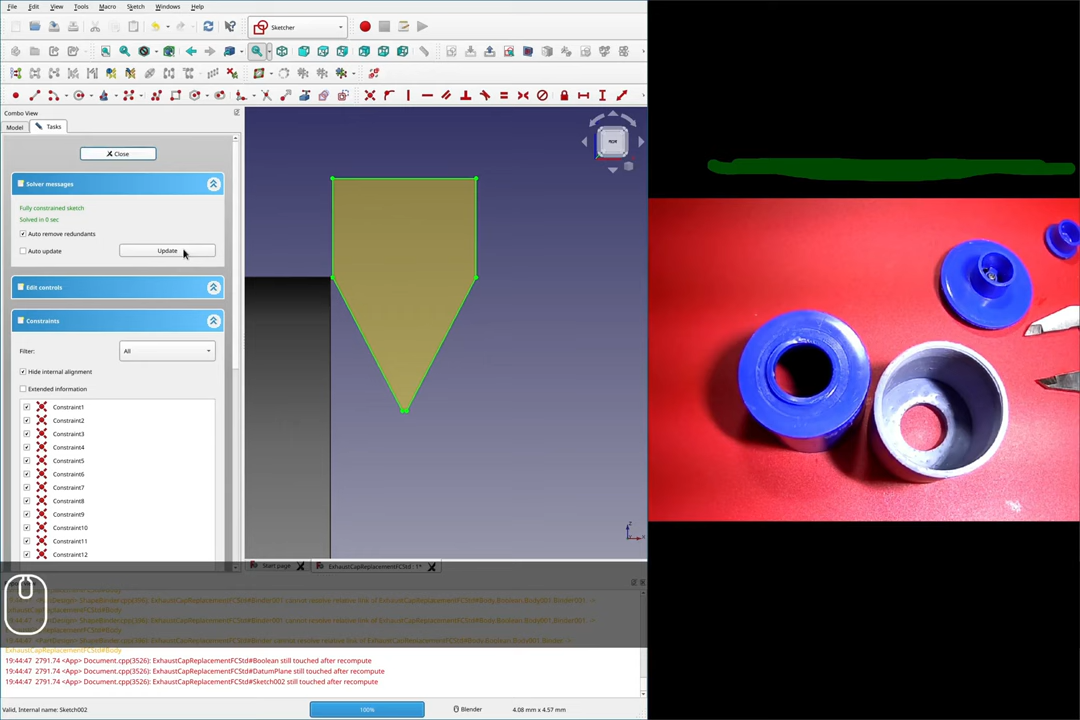 File Edit View Tools Macro Sketch Windows Help
Sketcher
Combo View
Model Tasks
Close
Solver messages
Fully constrained sketch
Solved in 0 sec
Auto remove redundants
Auto update Update
Edit controls
Constraints
Filter: All
Hide internal alignment
Extended information
Constraint1
Constraint2
Constraint3
Constraint4
Constraint5
Constraint6
Constraint7
Constraint8
Constraint9
Constraint10
Constraint11
Constraint12
Start page ExhaustCapReplacementFCStd : 1*
19:44:47 2791.74 <App> Document.cpp(3526): ExhaustCapReplacementFCStd#Boolean still touched after recompute
19:44:47 2791.74 <App> Document.cpp(3526): ExhaustCapReplacementFCStd#DatumPlane still touched after recompute
19:44:47 2791.74 <App> Document.cpp(3526): ExhaustCapReplacementFCStd#Sketch002 still touched after recompute
Valid, Internal name: Sketch002 100% Blender 4.08 mm x 4.57 mm